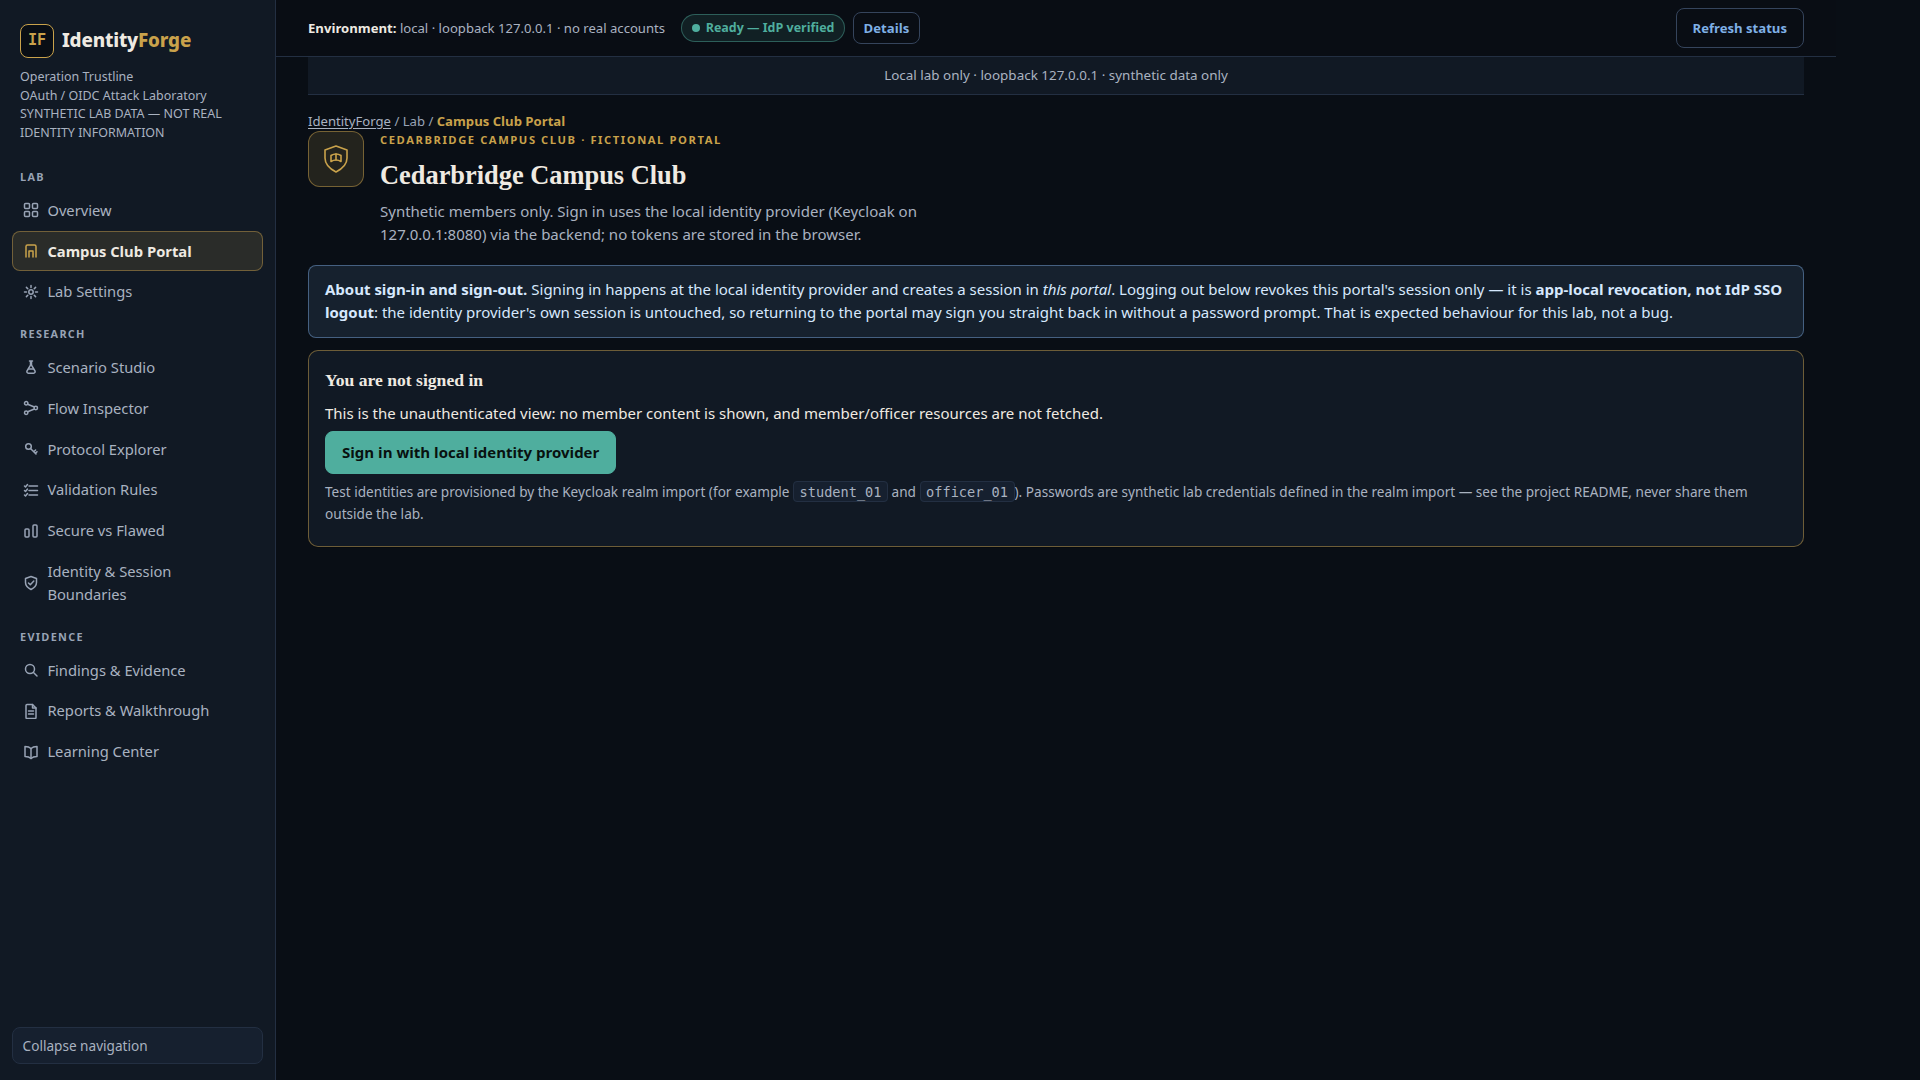 IF IdentityForge
Operation Trustline
OAuth / OIDC Attack Laboratory
SYNTHETIC LAB DATA — NOT REAL
IDENTITY INFORMATION
LAB
Overview
Campus Club Portal
Lab Settings
RESEARCH
Scenario Studio
Flow Inspector
Protocol Explorer
Validation Rules
Secure vs Flawed
Identity & Session
Boundaries
EVIDENCE
Findings & Evidence
Reports & Walkthrough
Learning Center
Collapse navigation
Environment: local · loopback 127.0.0.1 · no real accounts
Ready — IdP verified
Details
Refresh status
Local lab only · loopback 127.0.0.1 · synthetic data only
IdentityForge / Lab / Campus Club Portal
CEDARBRIDGE CAMPUS CLUB · FICTIONAL PORTAL
Cedarbridge Campus Club
Synthetic members only. Sign in uses the local identity provider (Keycloak on
127.0.0.1:8080) via the backend; no tokens are stored in the browser.
About sign-in and sign-out. Signing in happens at the local identity provider and creates a session in this portal. Logging out below revokes this portal's session only — it is app-local revocation, not IdP SSO
logout: the identity provider's own session is untouched, so returning to the portal may sign you straight back in without a password prompt. That is expected behaviour for this lab, not a bug.
You are not signed in
This is the unauthenticated view: no member content is shown, and member/officer resources are not fetched.
Sign in with local identity provider
Test identities are provisioned by the Keycloak realm import (for example student_01 and officer_01). Passwords are synthetic lab credentials defined in the realm import — see the project README, never share them
outside the lab.